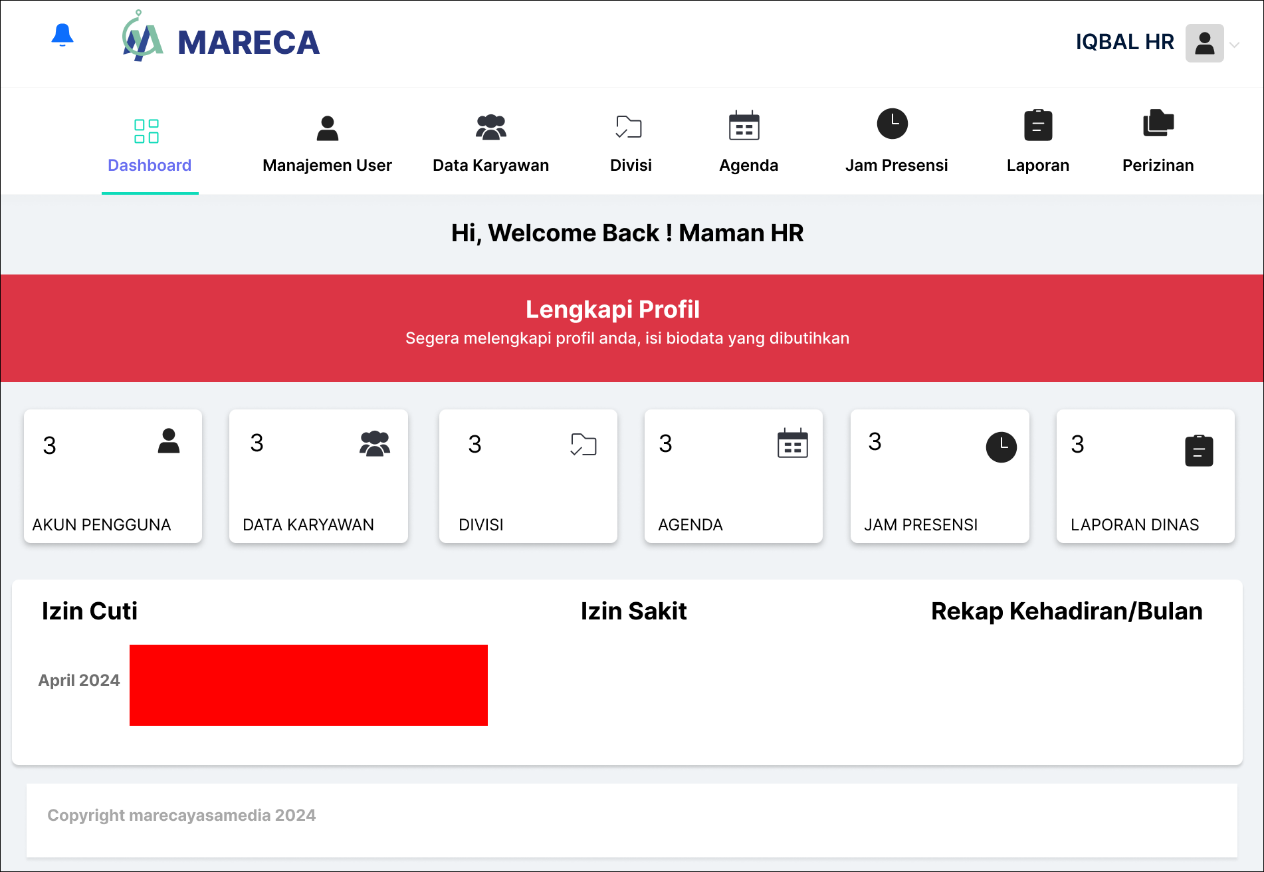 MARECA
IQBAL HR
Dashboard
Manajemen User
Data Karyawan
Divisi
Agenda
Jam Presensi
Laporan
Perizinan
Hi, Welcome Back ! Maman HR
Lengkapi Profil
Segera melengkapi profil anda, isi biodata yang dibutihkan
3
AKUN PENGGUNA
3
DATA KARYAWAN
3
DIVISI
3
AGENDA
3
JAM PRESENSI
3
LAPORAN DINAS
Izin Cuti
Izin Sakit
Rekap Kehadiran/Bulan
April 2024
Copyright marecayasamedia 2024